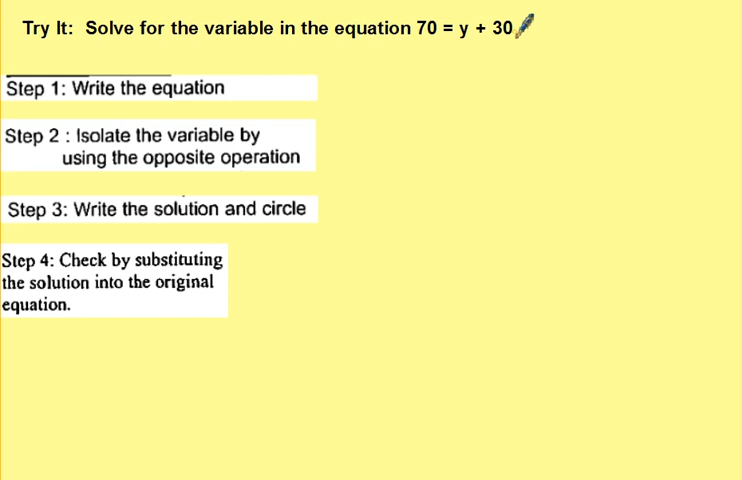 Try It:  Solve for the variable in the equation 70 = y + 30
Step 1: Write the equation
Step 2 : Isolate the variable by
using the opposite operation
Step 3: Write the solution and circle
Step 4: Check by substituting
the solution into the original
equation.